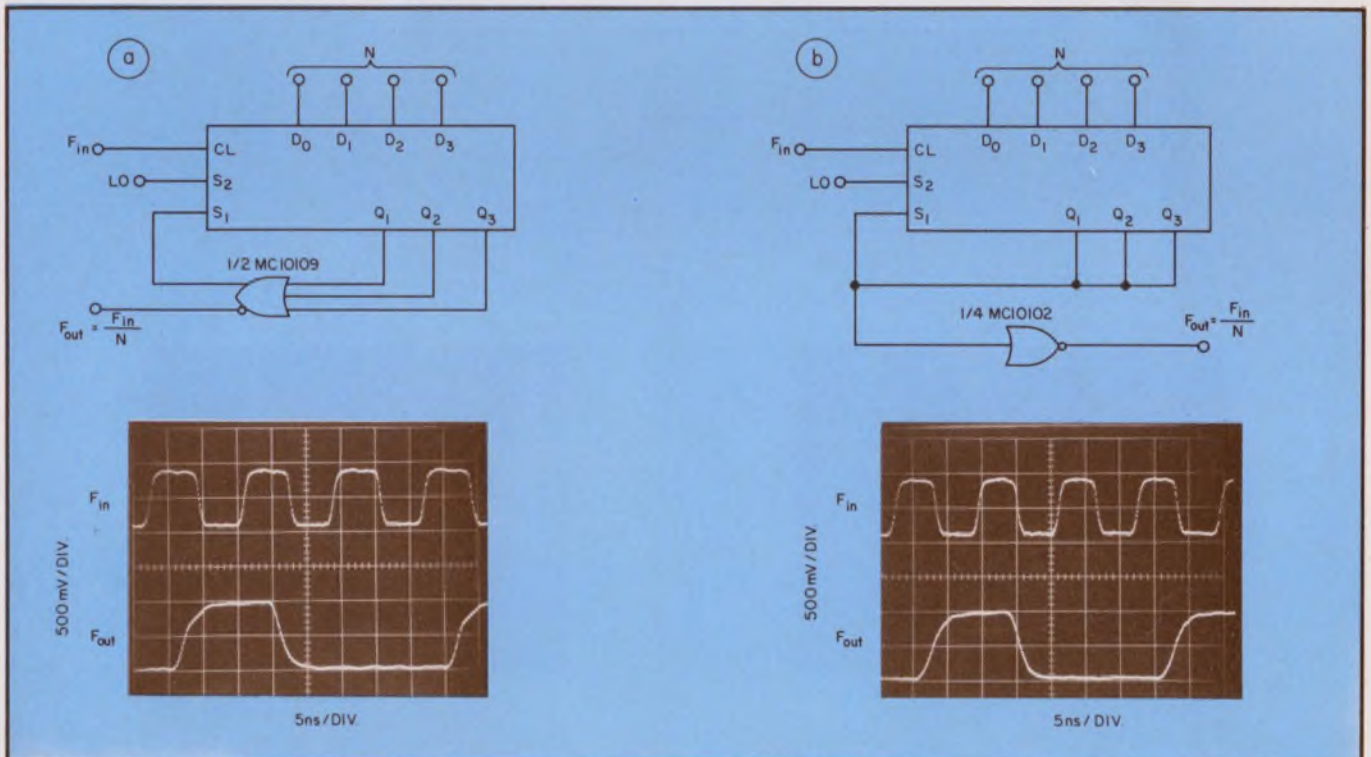 a
N
D0 D1 D2 D3
Fin
CL
LO
S2
S1
Q1 Q2 Q3
1/2 MC10109
Fout = Fin/N
500 mV/DIV.
Fin
Fout
5ns/DIV.
b
N
D0 D1 D2 D3
Fin
CL
LO
S2
S1
Q1 Q2 Q3
1/4 MC10102
Fout = Fin/N
500 mV/DIV.
Fin
Fout
5ns/DIV.